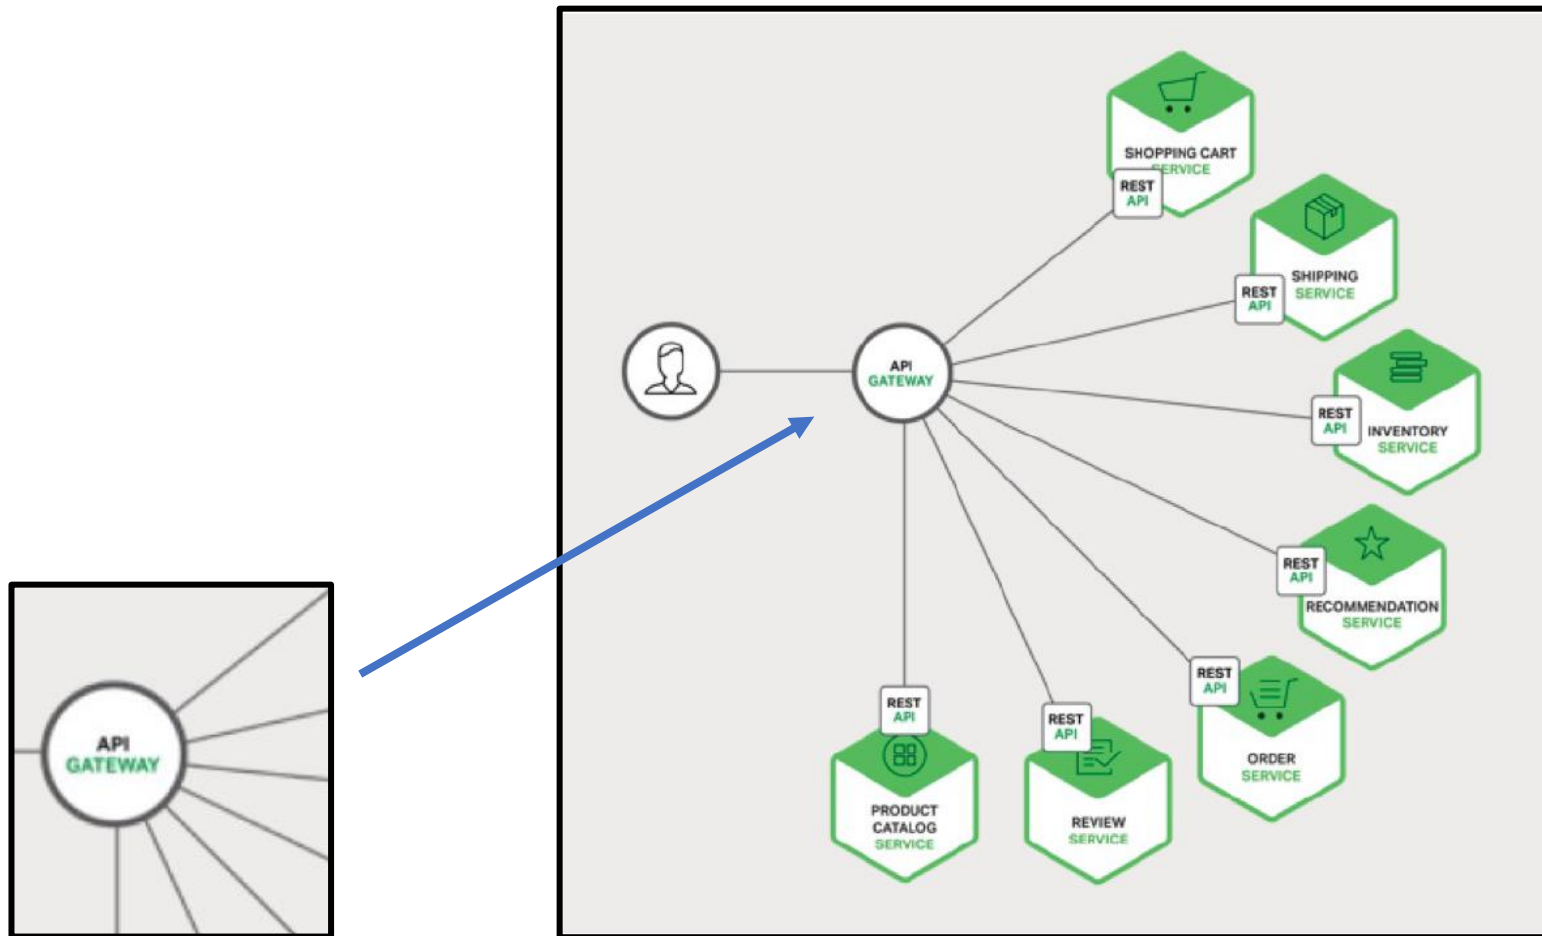 SHOPPING CART
SERVICE
REST
API
SHIPPING
SERVICE
REST
API
API
GATEWAY
REST
API
INVENTORY
SERVICE
REST
API
RECOMMENDATION
SERVICE
REST
API
ORDER
SERVICE
REST
API
REVIEW
SERVICE
REST
API
PRODUCT
CATALOG
SERVICE
API
GATEWAY